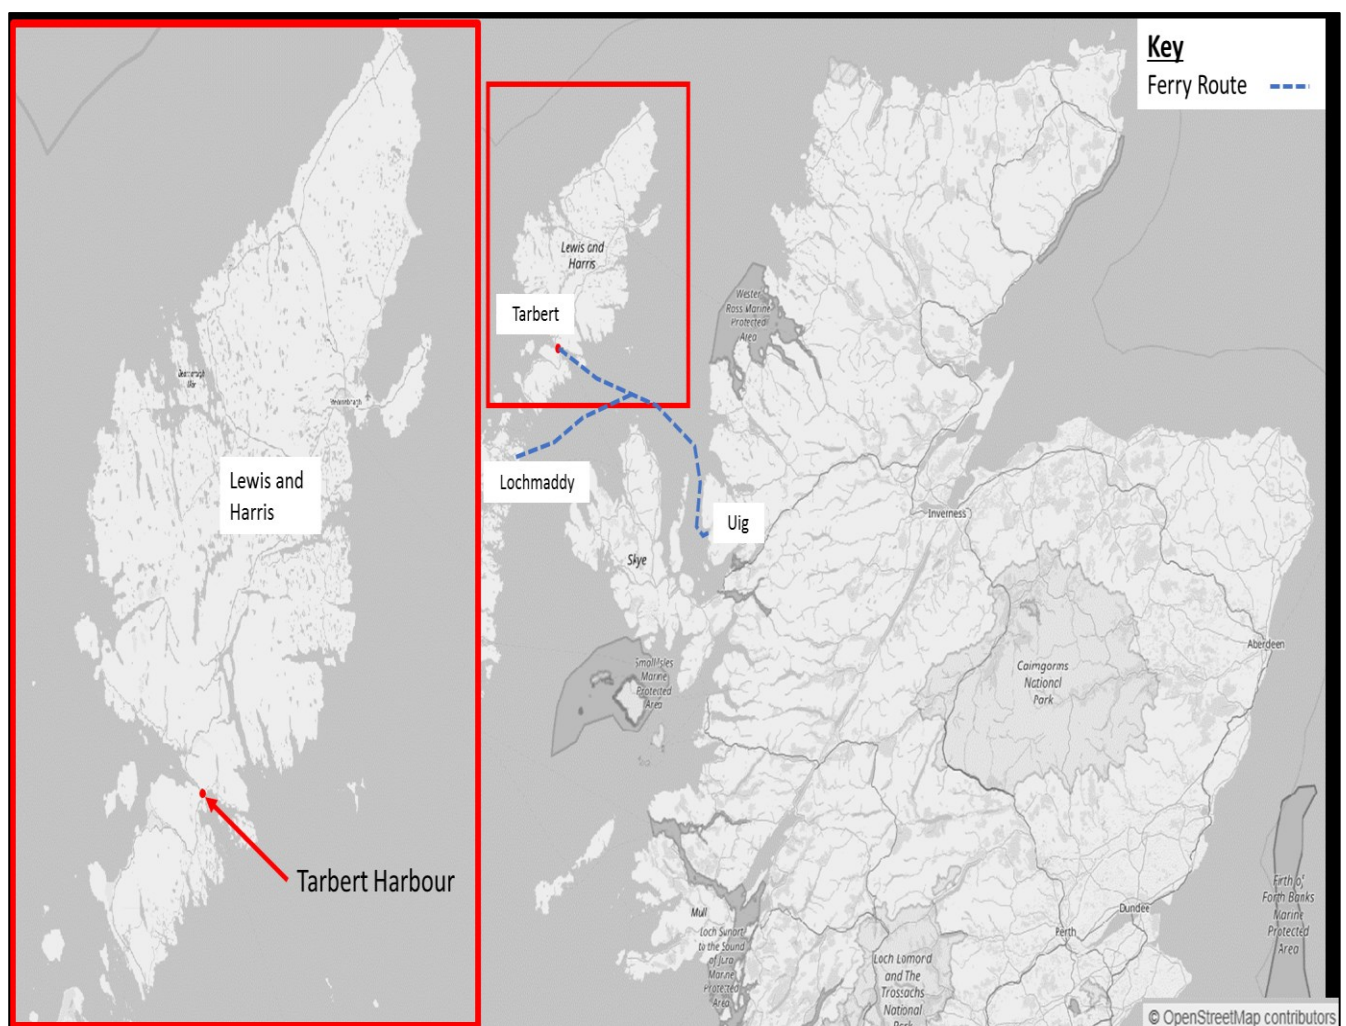 Key
Ferry Route
Lewis and
Harris
Tarbert
Wester
Ross Marine
Protected
Area
Lochmaddy
Uig
Inverness
Lewis and
Harris
Skye
Aberdeen
Small Isles
Marine
Protected
Area
Cairngorms
National
Park
Tarbert Harbour
Mull
Loch Sunart
to the Sound
of Jura
Marine
Protected
Area
Loch Lomond
and The
Trossachs
National
Park
Perth
Dundee
Firth of
Forth Banks
Marine
Protected
Area
© OpenStreetMap contributors